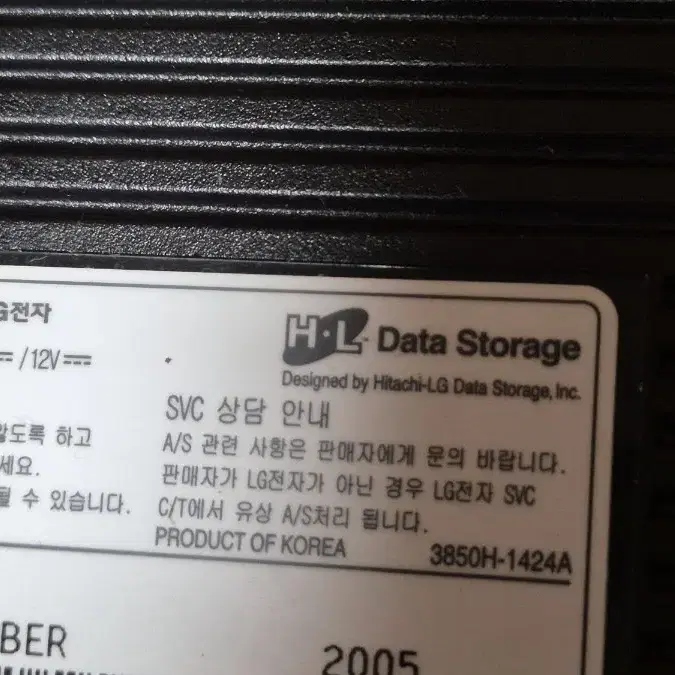 G전자
/12V
H·L Data Storage
Designed by Hitachi-LG Data Storage, Inc.
SVC 상담 안내
않도록 하고
A/S 관련 사항은 판매자에게 문의 바랍니다.
세요.
판매자가 LG전자가 아닌 경우 LG전자 SVC
될 수 있습니다.
C/T에서 유상 A/S처리 됩니다.
PRODUCT OF KOREA
3850H-1424A
BER
2005